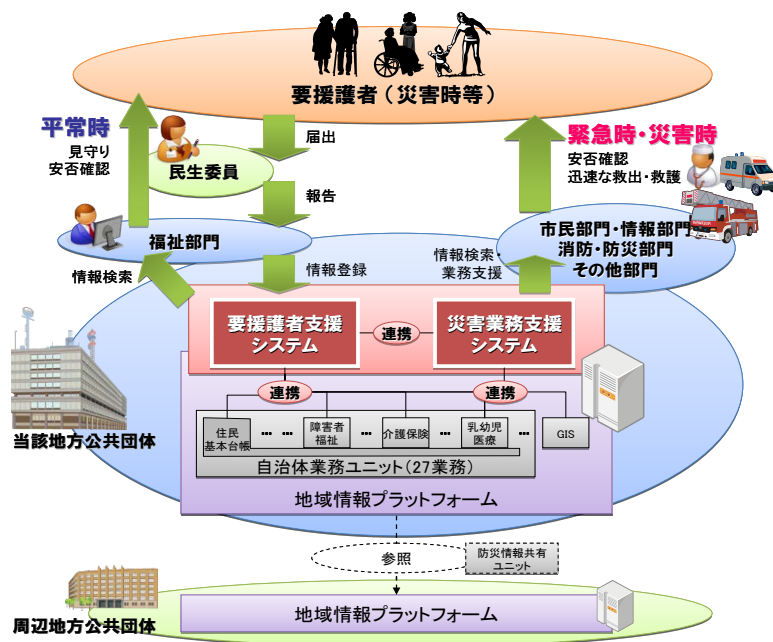 要援護者（災害時等）
平常時
見守り
安否確認
民生委員
届出
報告
緊急時・災害時
安否確認
迅速な救出・救護
福祉部門
市民部門・情報部門
消防・防災部門
その他部門
情報検索
情報登録
情報検索・
業務支援
要援護者支援
システム
連携
災害業務支援
システム
連携
連携
住民
基本台帳
… …
障害者
福祉
…
介護保険
…
乳幼児
医療
… …
GIS
自治体業務ユニット（27業務）
地域情報プラットフォーム
当該地方公共団体
参照
防災情報共有
ユニット
地域情報プラットフォーム
周辺地方公共団体